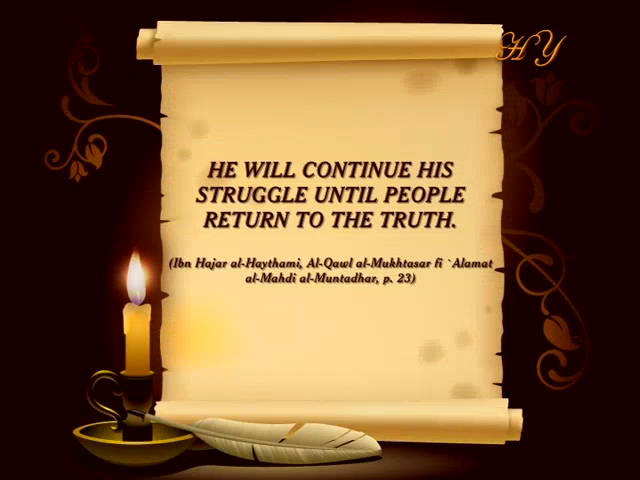 HY
HE WILL CONTINUE HIS
STRUGGLE UNTIL PEOPLE
RETURN TO THE TRUTH.
(Ibn Hajar al-Haythami, Al-Qawl al-Mukhtasar fi `Alamat
al-Mahdi al-Muntadhar, p. 23)